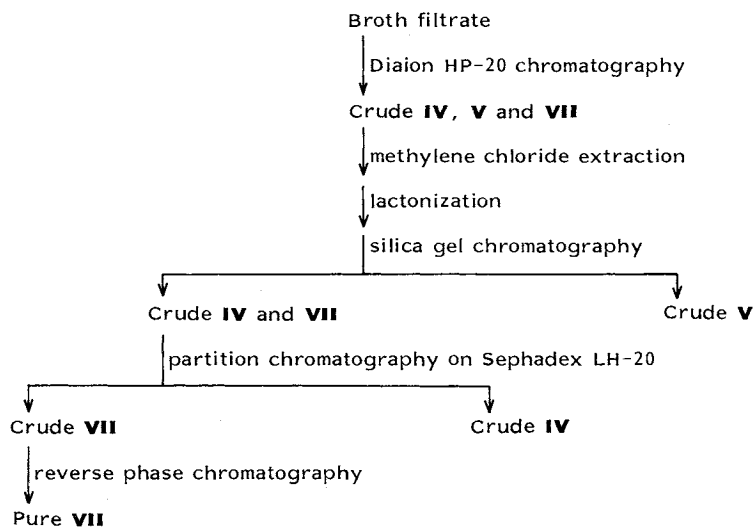 Broth filtrate
Diaion HP-20 chromatography
Crude IV, V and VII
methylene chloride extraction
lactonization
silica gel chromatography
Crude IV and VII
Crude V
partition chromatography on Sephadex LH-20
Crude VII
Crude IV
reverse phase chromatography
Pure VII